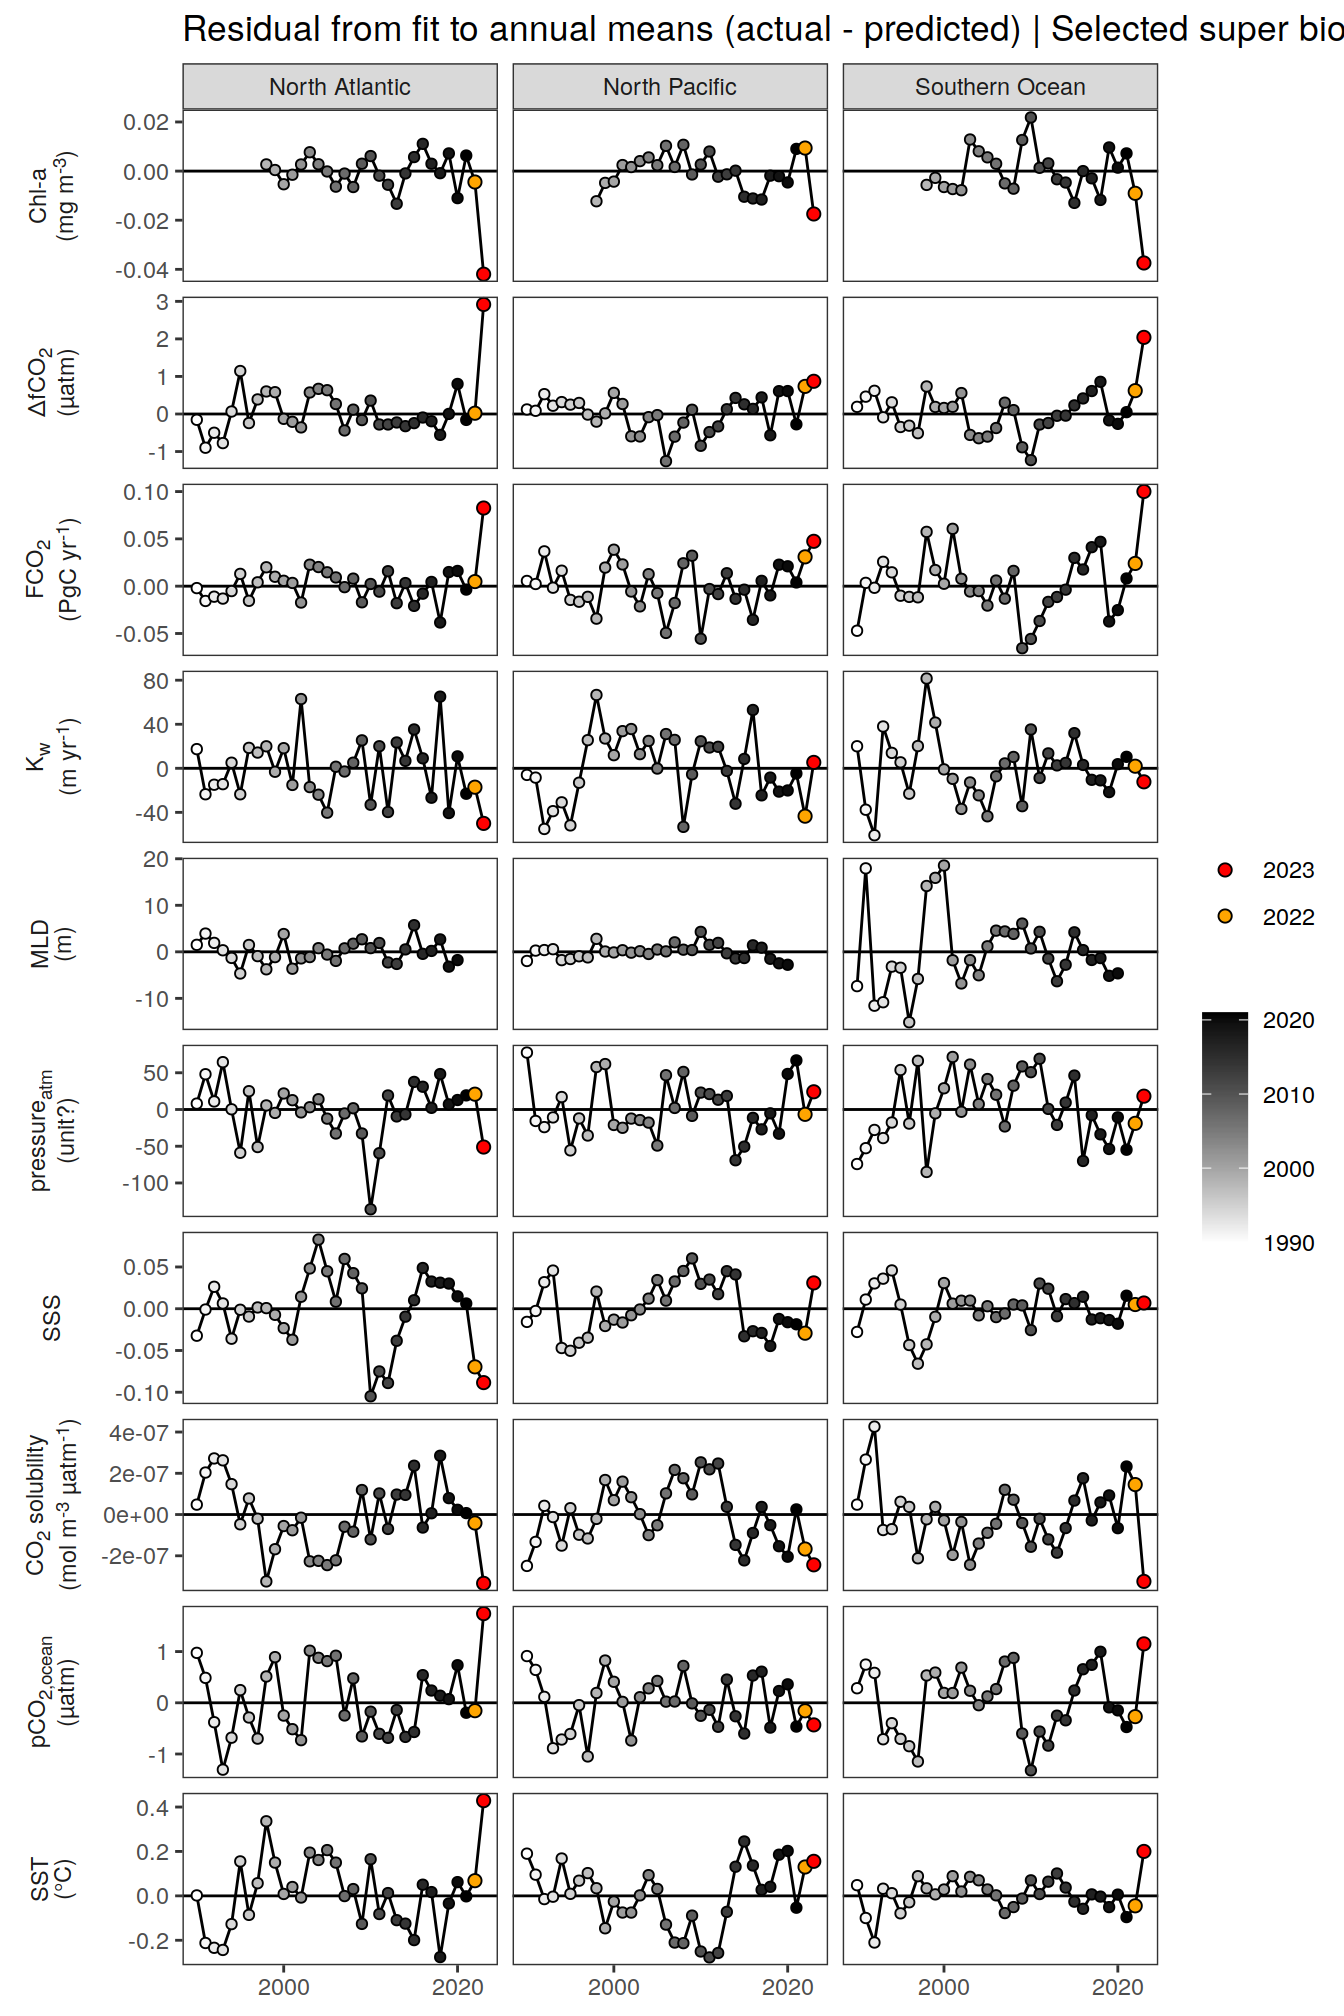 Residual from fit to annual means (actual - predicted) | Selected super bio
North Atlantic
North Pacific
Southern Ocean
Chl-a
(mg m-3)
0.02
0.00
-0.02
-0.04
ΔfCO2
(µatm)
3
2
1
0
-1
FCO2
(PgC yr-1)
0.10
0.05
0.00
-0.05
Kw
(m yr-1)
80
40
0
-40
MLD
(m)
20
10
0
-10
pressureatm
(unit?)
50
0
-50
-100
SSS
0.05
0.00
-0.05
-0.10
CO2 solubility
(mol m-3 µatm-1)
4e-07
2e-07
0e+00
-2e-07
pCO2,ocean
(µatm)
1
0
-1
SST
(°C)
0.4
0.2
0.0
-0.2
2000
2020
2000
2020
2000
2020
2023
2022
2020
2010
2000
1990